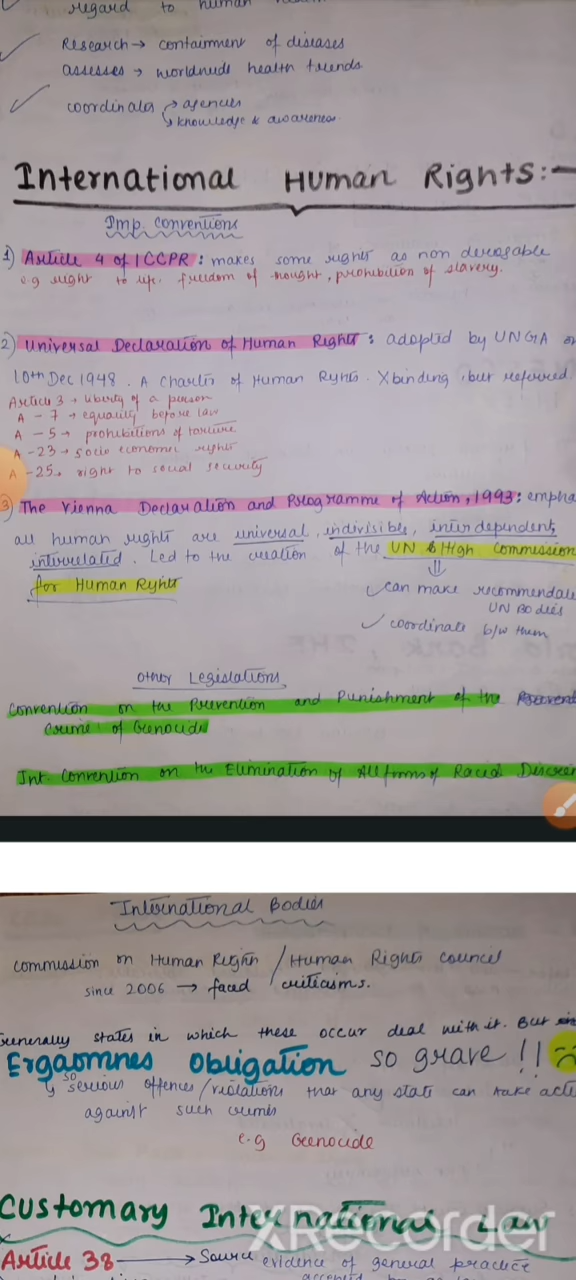 regard to human
Research → containment of diseases
assesses → worldwide health trends
coordinates → agencies
↳ knowledge & awareness
International Human Rights:-
Imp. conventions
1) Article 4 of ICCPR : makes some rights as non derogable
e.g right to life. freedom of thought, prohibition of slavery.
2) Universal Declaration of Human Rights : adopted by UNGA on
10th Dec 1948. A Charter of Human Rights. X binding, but referred
Article 3 → liberty of a person
A - 7 → equality before law
A - 5 → prohibitions of torture
A - 23 → socio economic rights
A - 25 → right to social security
3) The Vienna Declaration and Programme of Action, 1993 : empha
all human rights are universal, indivisible, interdependent,
interrelated. Led to the creation of the UN & High Commission
for Human Rights ⇓
can make recommendate
UN Bodies
✓ coordinate b/w them
Other Legislations
Convention on the Prevention and Punishment of the
Crime of Genocide
Int. Convention on the Elimination of All forms of Racial Discrim
International Bodies
Commission on Human Rights / Human Rights Council
since 2006 → faced criticisms.
Generally states in which these occur deal with it. But
Ergaomnes Obligation so grave !!
so serious offences/violations that any state can take acti
against such crimes
e.g Genocide
Customary International Law
XRecorder
Article 38 → Source evidence of general practice